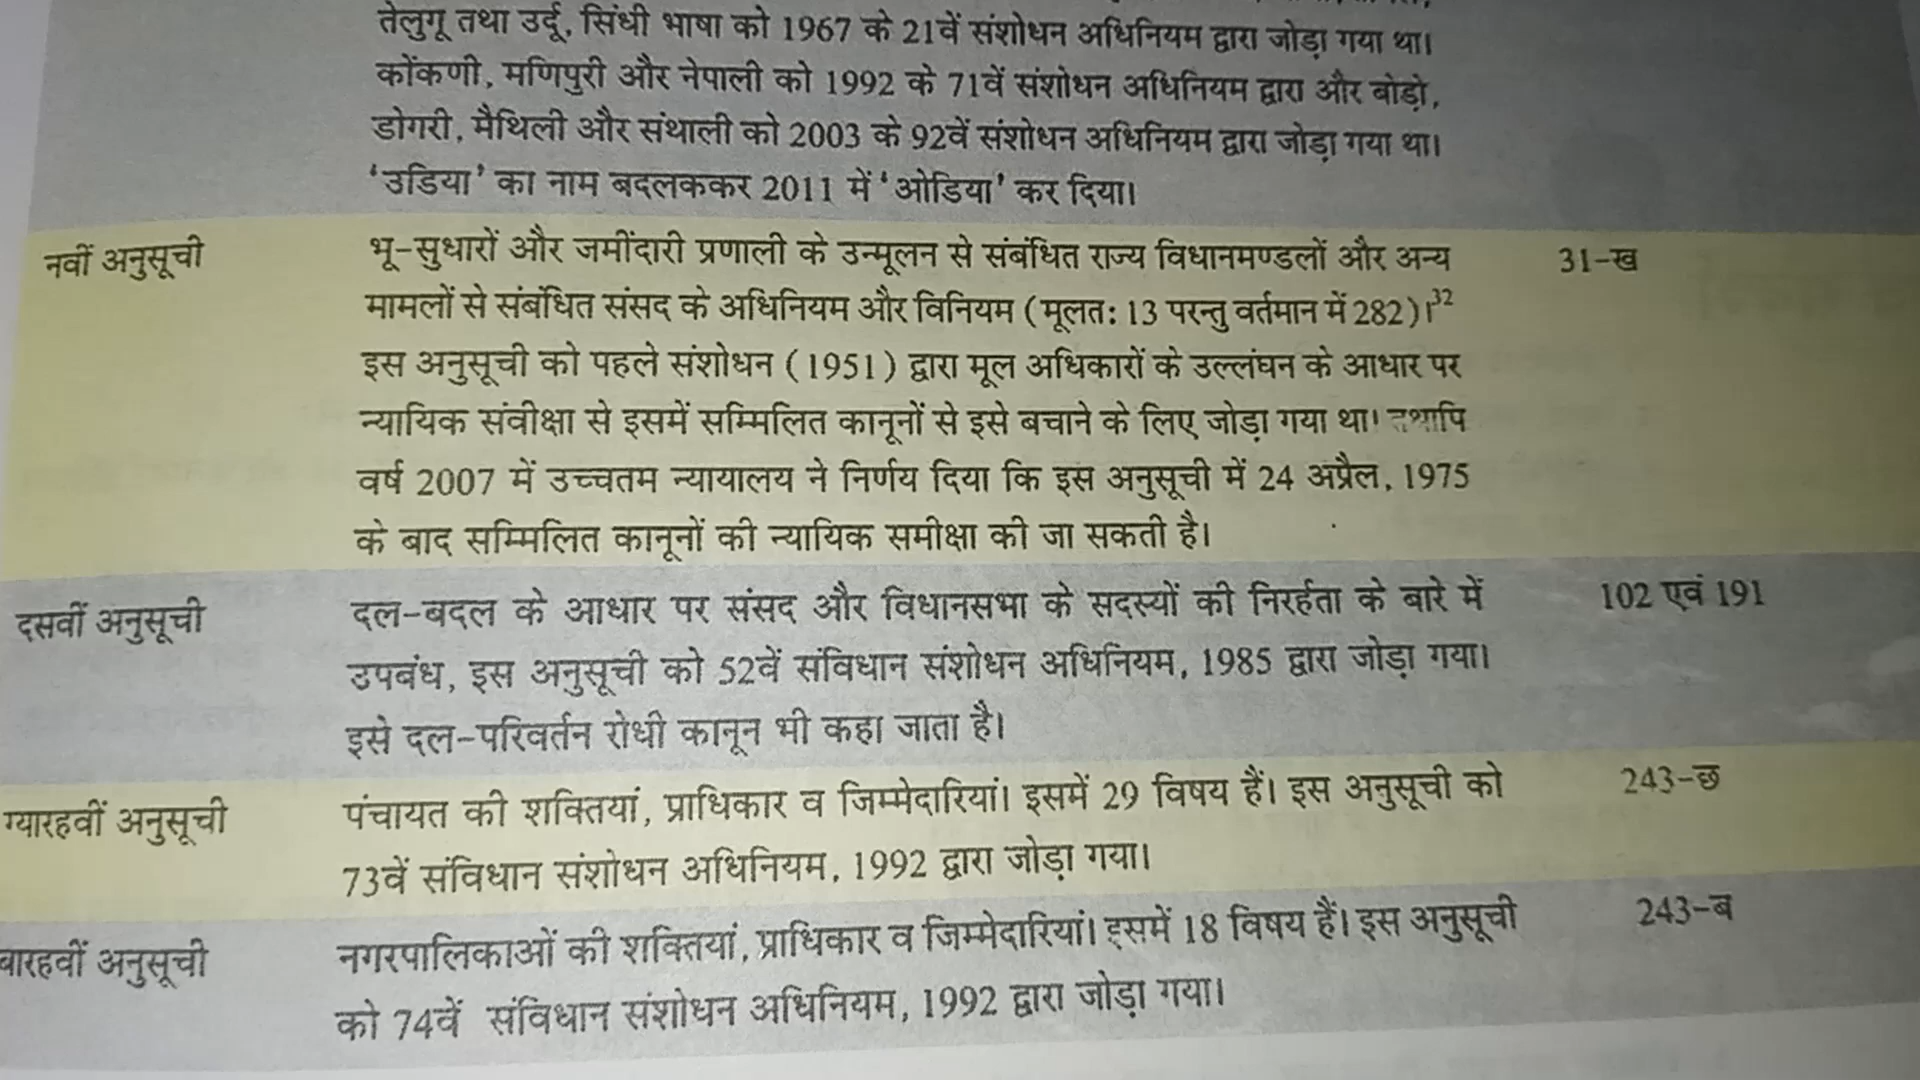 तेलुगू तथा उर्दू, सिंधी भाषा को 1967 के 21वें संशोधन अधिनियम द्वारा जोड़ा गया था।
कोंकणी, मणिपुरी और नेपाली को 1992 के 71वें संशोधन अधिनियम द्वारा और बोडो,
डोगरी, मैथिली और संथाली को 2003 के 92वें संशोधन अधिनियम द्वारा जोड़ा गया था।
‘उडिया’ का नाम बदलककर 2011 में ‘ओडिया’ कर दिया।
नवीं अनुसूची भू-सुधारों और जमींदारी प्रणाली के उन्मूलन से संबंधित राज्य विधानमण्डलों और अन्य 31-ख
मामलों से संबंधित संसद के अधिनियम और विनियम (मूलतः 13 परन्तु वर्तमान में 282)।³²
इस अनुसूची को पहले संशोधन (1951) द्वारा मूल अधिकारों के उल्लंघन के आधार पर
न्यायिक संवीक्षा से इसमें सम्मिलित कानूनों से इसे बचाने के लिए जोड़ा गया था। तथापि
वर्ष 2007 में उच्चतम न्यायालय ने निर्णय दिया कि इस अनुसूची में 24 अप्रैल, 1975
के बाद सम्मिलित कानूनों की न्यायिक समीक्षा की जा सकती है।
दसवीं अनुसूची दल-बदल के आधार पर संसद और विधानसभा के सदस्यों की निरर्हता के बारे में 102 एवं 191
उपबंध, इस अनुसूची को 52वें संविधान संशोधन अधिनियम, 1985 द्वारा जोड़ा गया।
इसे दल-परिवर्तन रोधी कानून भी कहा जाता है।
ग्यारहवीं अनुसूची पंचायत की शक्तियां, प्राधिकार व जिम्मेदारियां। इसमें 29 विषय हैं। इस अनुसूची को 243-छ
73वें संविधान संशोधन अधिनियम, 1992 द्वारा जोड़ा गया।
बारहवीं अनुसूची नगरपालिकाओं की शक्तियां, प्राधिकार व जिम्मेदारियां। इसमें 18 विषय हैं। इस अनुसूची 243-ब
को 74वें संविधान संशोधन अधिनियम, 1992 द्वारा जोड़ा गया।